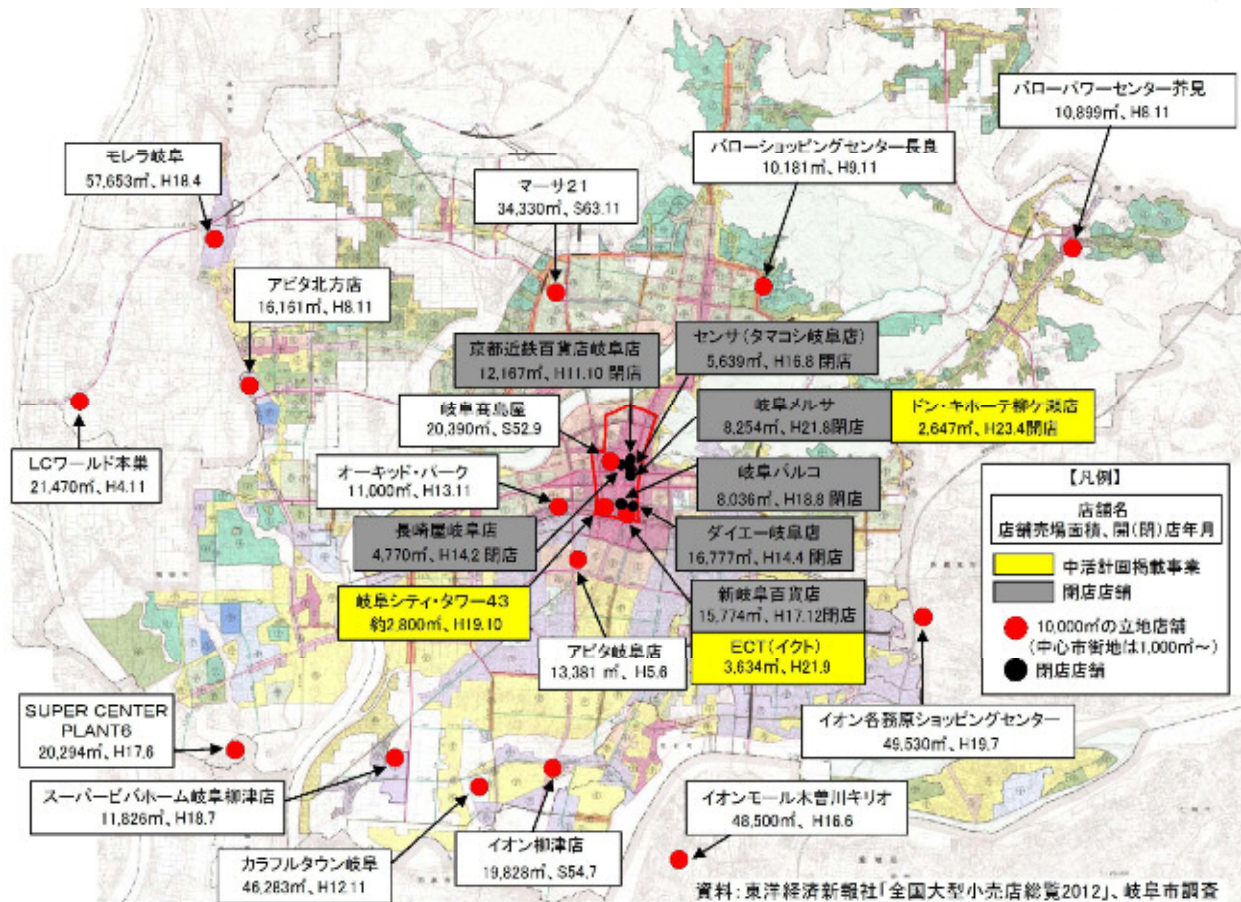 バローパワーセンター芥見
10,899㎡、H8.11
モレラ岐阜
57,653㎡、H18.4
マーサ21
34,330㎡、S63.11
バローショッピングセンター長良
10,181㎡、H9.11
アピタ北方店
16,161㎡、H8.11
京都近鉄百貨店岐阜店
12,167㎡、H11.10 閉店
センサ(タマコシ岐阜店)
5,639㎡、H16.8 閉店
岐阜高島屋
20,390㎡、S52.9
岐阜メルサ
8,254㎡、H21.8閉店
ドン・キホーテ柳ケ瀬店
2,647㎡、H23.4開店
LCワールド本巣
21,470㎡、H4.11
オーキッド・パーク
11,000㎡、H13.11
岐阜パルコ
8,036㎡、H18.8 閉店
長崎屋岐阜店
4,770㎡、H14.2 閉店
ダイエー岐阜店
16,777㎡、H14.4 閉店
岐阜シティ・タワー43
約2,800㎡、H19.10
新岐阜百貨店
15,774㎡、H17.12閉店
アピタ岐阜店
13,381 ㎡、H5.6
ECT(イクト)
3,634㎡、H21.9
【凡例】
店舗名
店舗売場面積、開(閉)店年月
中活計画掲載事業
閉店店舗
10,000㎡の立地店舗
(中心市街地は1,000㎡～)
閉店店舗
SUPER CENTER
PLANT6
20,294㎡、H17.6
イオン各務原ショッピングセンター
49,530㎡、H19.7
スーパービバホーム岐阜柳津店
11,826㎡、H18.7
カラフルタウン岐阜
46,263㎡、H12.11
イオン柳津店
19,828㎡、S54.7
イオンモール木曽川キリオ
48,500㎡、H16.6
資料:東洋経済新報社「全国大型小売店総覧2012」、岐阜市調査